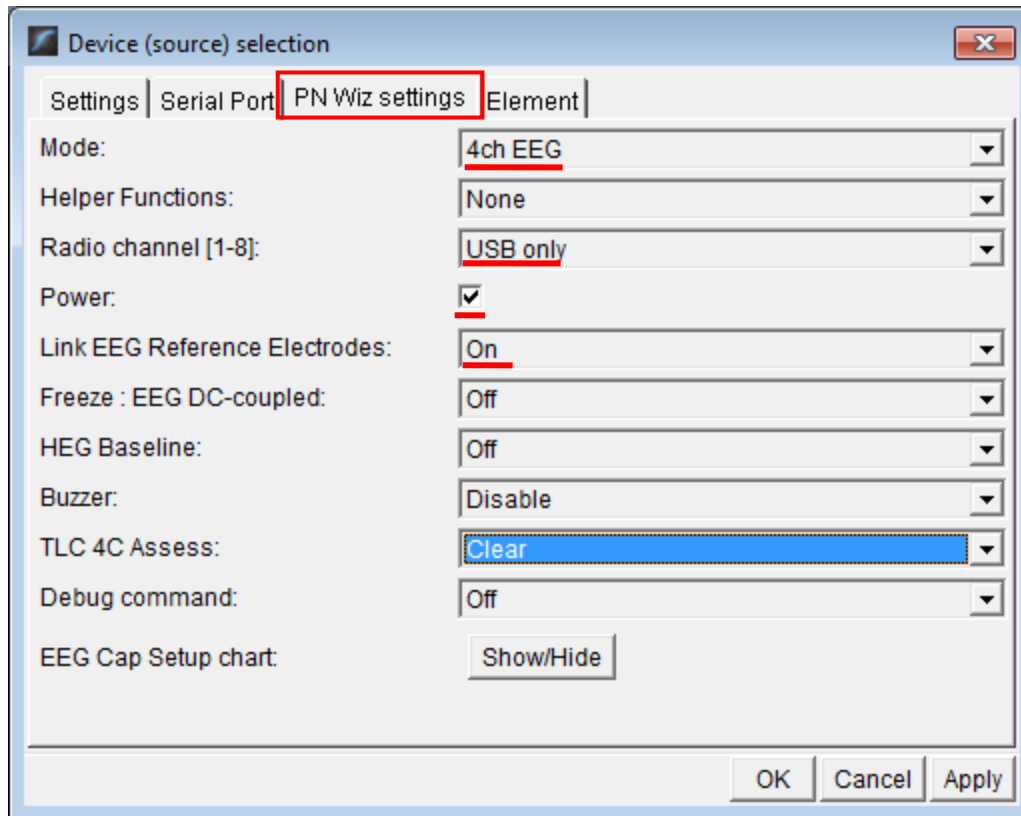 Device (source) selection
Settings Serial Port PN Wiz settings Element
Mode: 4ch EEG
Helper Functions: None
Radio channel [1-8]: USB only
Power:
Link EEG Reference Electrodes: On
Freeze : EEG DC-coupled: Off
HEG Baseline: Off
Buzzer: Disable
TLC 4C Assess: Clear
Debug command: Off
EEG Cap Setup chart: Show/Hide
OK Cancel Apply